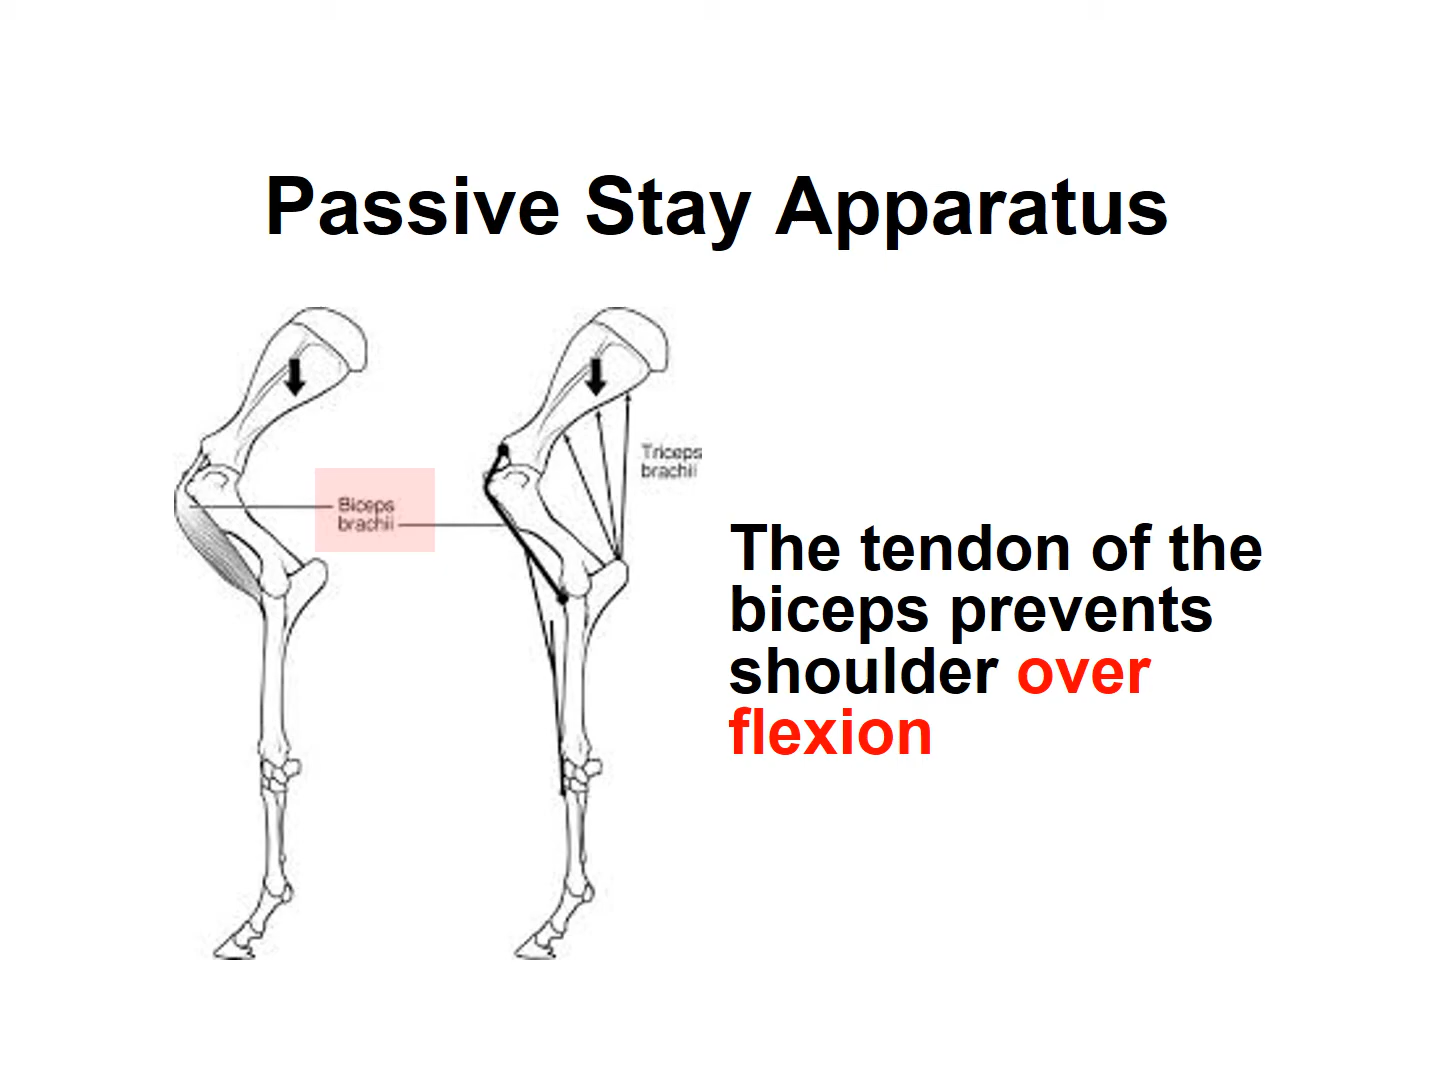 Passive Stay Apparatus
Triceps
brachii
Biceps
brachii
The tendon of the
biceps prevents
shoulder over
flexion